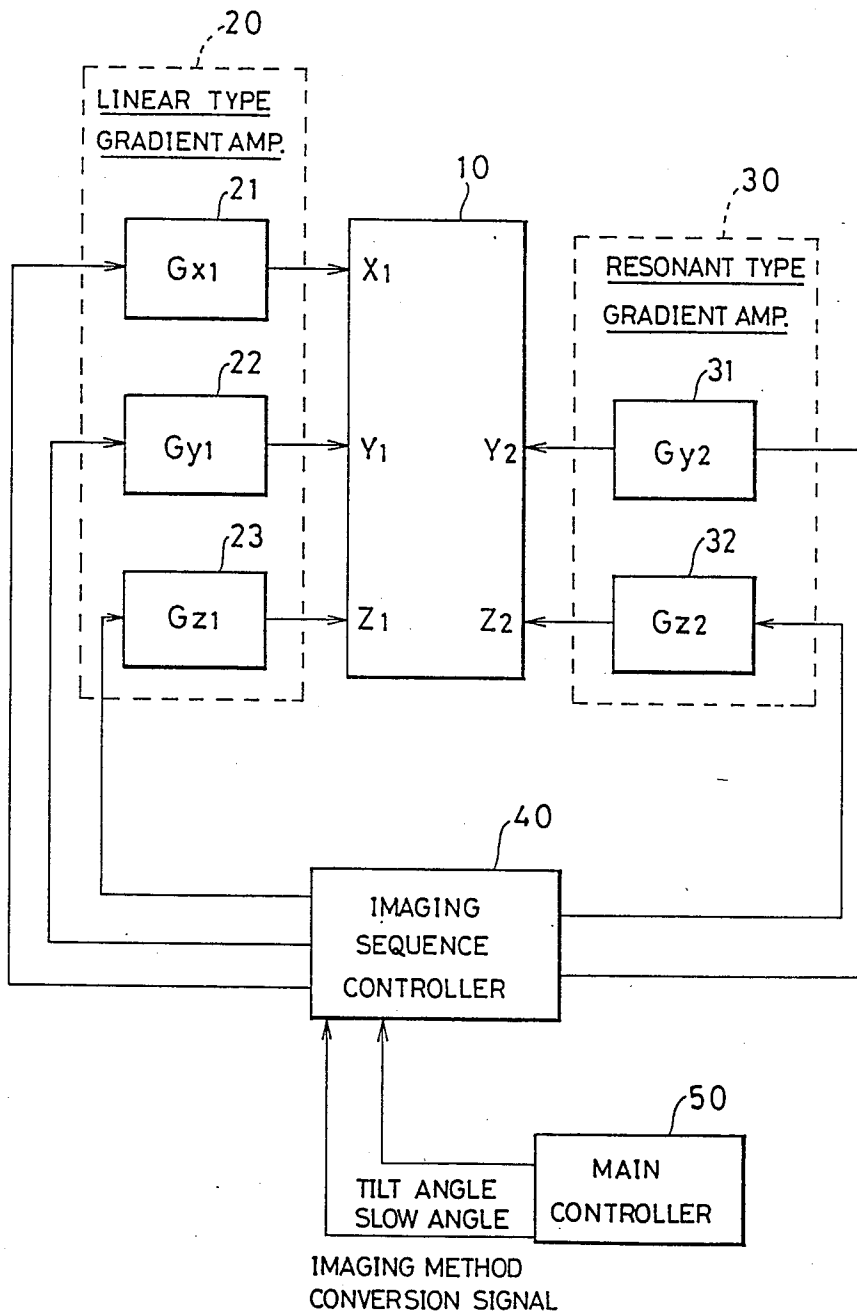 20
LINEAR TYPE
GRADIENT AMP.
10
30
21
Gx1
X1
RESONANT TYPE
GRADIENT AMP.
22
31
Gy1
Y1
Y2
Gy2
23
32
Gz1
Z1
Z2
Gz2
40
IMAGING
SEQUENCE
CONTROLLER
50
MAIN
CONTROLLER
TILT ANGLE
SLOW ANGLE
IMAGING METHOD
CONVERSION SIGNAL